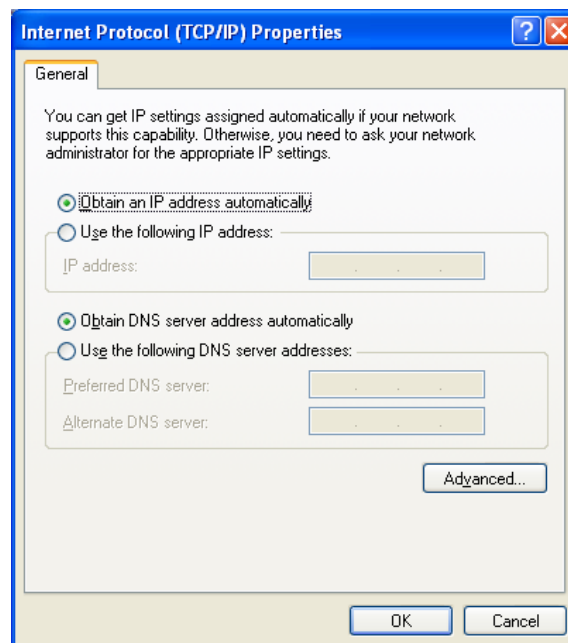 Internet Protocol (TCP/IP) Properties
General
You can get IP settings assigned automatically if your network
supports this capability. Otherwise, you need to ask your network
administrator for the appropriate IP settings.
Obtain an IP address automatically
Use the following IP address:
IP address:
Obtain DNS server address automatically
Use the following DNS server addresses:
Preferred DNS server:
Alternate DNS server:
Advanced...
OK Cancel